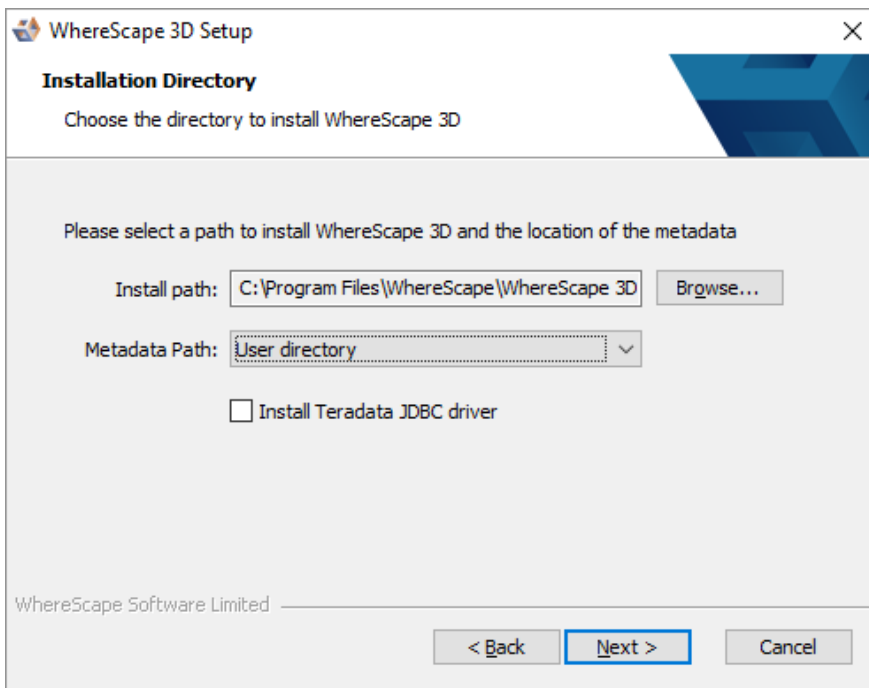 WhereScape 3D Setup
Installation Directory
Choose the directory to install WhereScape 3D
Please select a path to install WhereScape 3D and the location of the metadata
Install path: C:\Program Files\WhereScape\WhereScape 3D Browse...
Metadata Path: User directory
Install Teradata JDBC driver
WhereScape Software Limited
< Back Next > Cancel